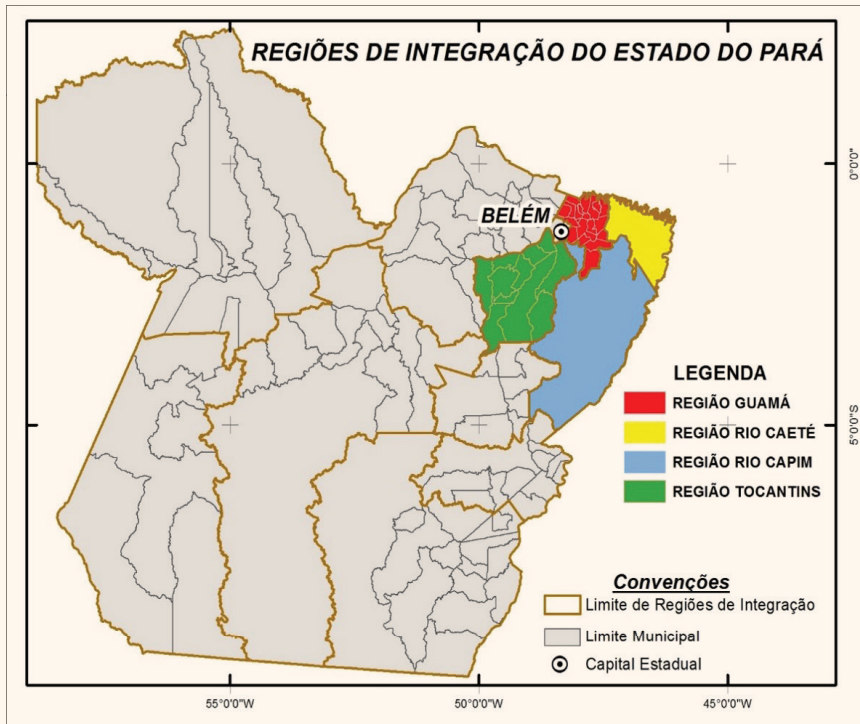 REGIÕES DE INTEGRAÇÃO DO ESTADO DO PARÁ
0°0'0"
BELÉM
LEGENDA
REGIÃO GUAMÁ
REGIÃO RIO CAETÉ
REGIÃO RIO CAPIM
REGIÃO TOCANTINS
5°0'0"S
Convenções
Limite de Regiões de Integração
Limite Municipal
Capital Estadual
55°0'0"W
50°0'0"W
45°0'0"W